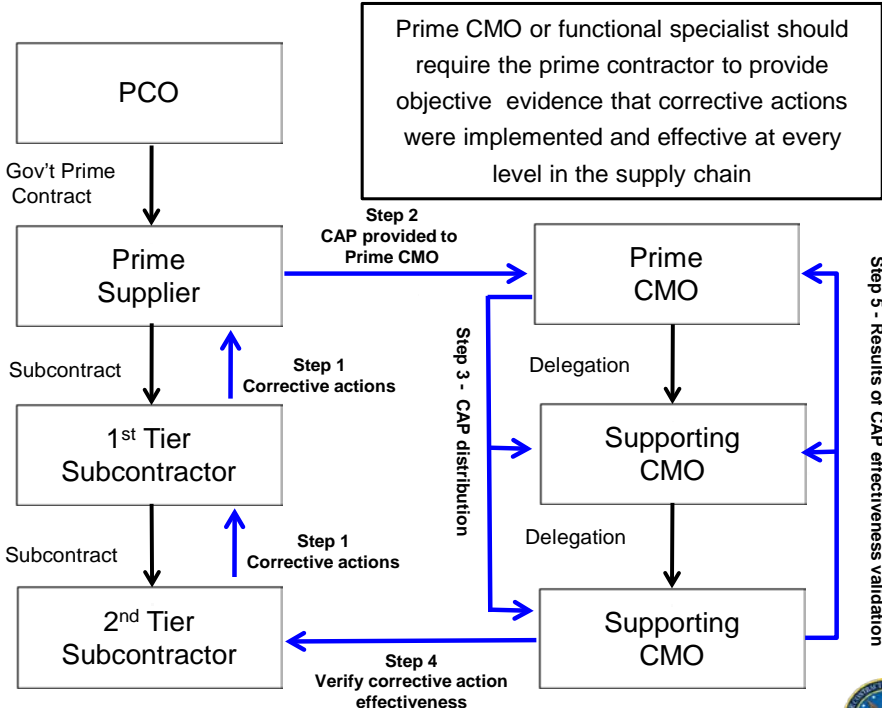 Prime CMO or functional specialist should
require the prime contractor to provide
objective evidence that corrective actions
were implemented and effective at every
level in the supply chain
PCO
Gov't Prime
Contract
Step 2
CAP provided to
Prime CMO
Prime
Supplier
Prime
CMO
Subcontract
Step 1
Corrective actions
Step 3 - CAP distribution
Delegation
Step 5 - Results of CAP effectiveness validation
1st Tier
Subcontractor
Supporting
CMO
Subcontract
Step 1
Corrective actions
Delegation
2nd Tier
Subcontractor
Supporting
CMO
Step 4
Verify corrective action
effectiveness